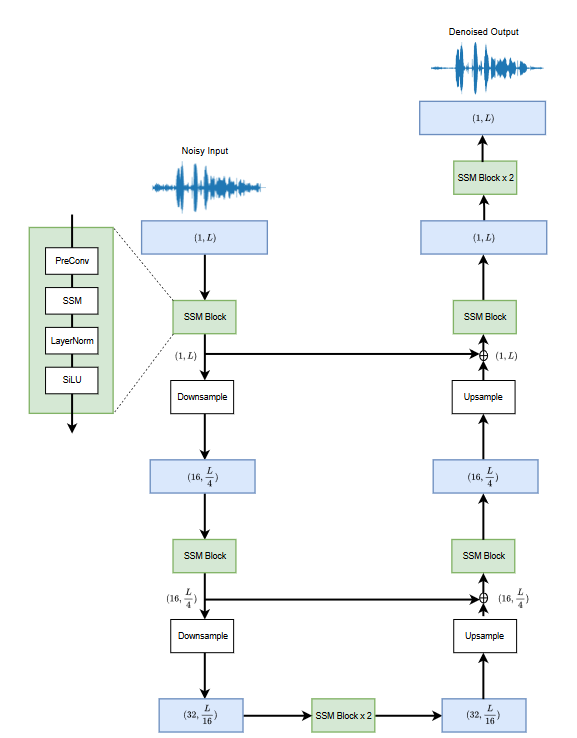 Denoised Output
(1, L)
SSM Block x 2
Noisy Input
(1, L)
(1, L)
PreConv
SSM
LayerNorm
SiLU
SSM Block
SSM Block
(1, L)
(1, L)
Downsample
Upsample
(16, L/4)
(16, L/4)
SSM Block
SSM Block
(16, L/4)
(16, L/4)
Downsample
Upsample
(32, L/16)
SSM Block x 2
(32, L/16)